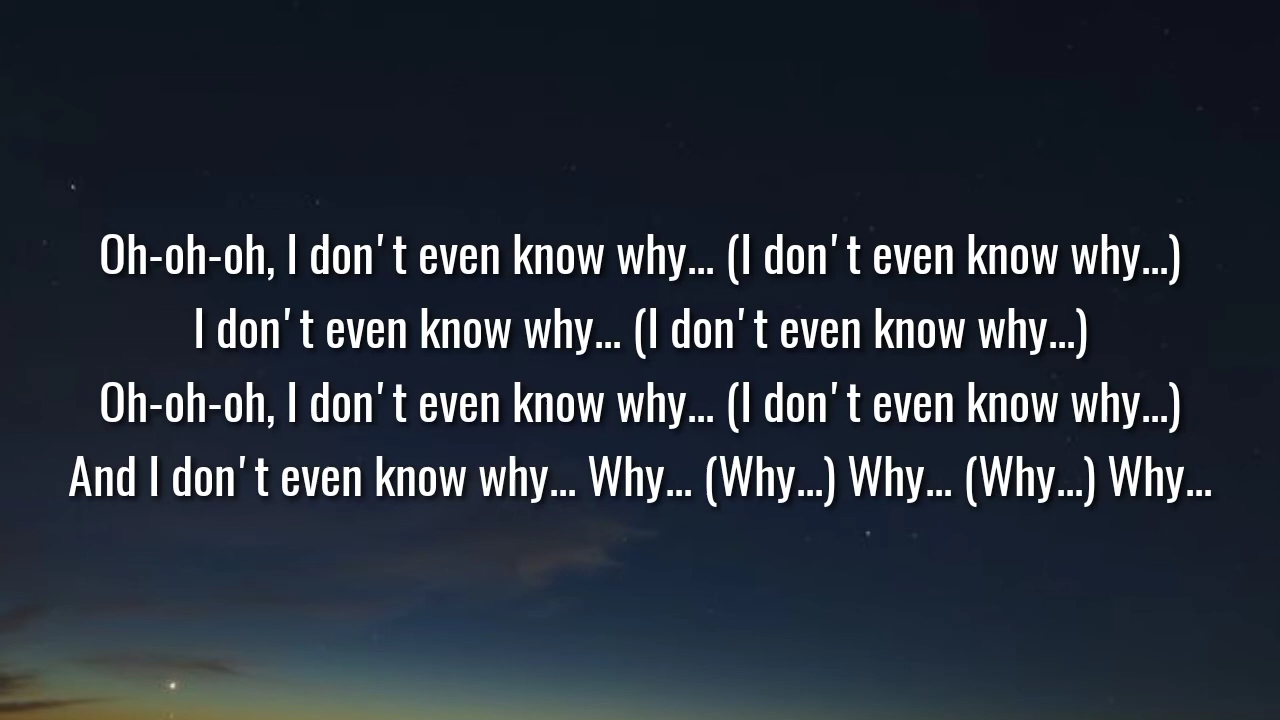 Oh-oh-oh, I don't even know why... (I don't even know why...)
I don't even know why... (I don't even know why...)
Oh-oh-oh, I don't even know why... (I don't even know why...)
And I don't even know why... Why... (Why...) Why... (Why...) Why...